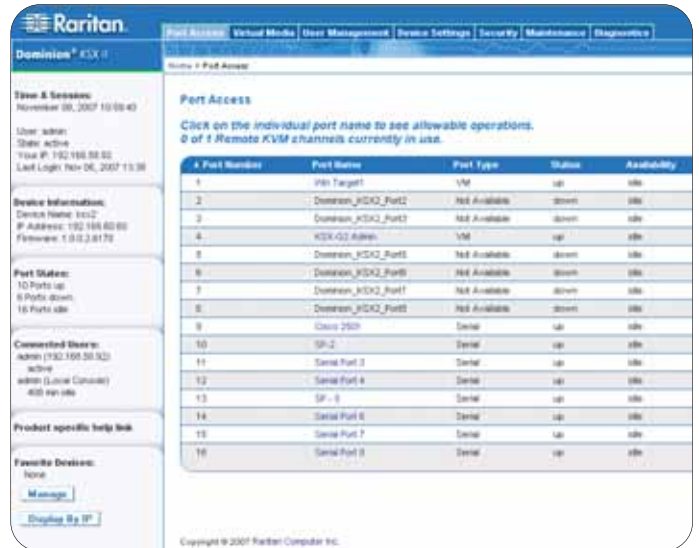 Raritan.
Port Access Virtual Media User Management Device Settings Security Maintenance Diagnostics
Dominion® KSX II
Home > Port Access
Time & Session:
November 08, 2007
User: admin
State: active
Your IP: 192.168.50.92
Last Login: Nov 06, 2007 13:38
Device Information:
Device Name:
IP Address: 192.168.60.60
Firmware: 1.0.0.2.6170
Port States:
10 Ports up
6 Ports down
16 Ports idle
Connected Users:
admin (192.168.50.92)
active
admin (Local Console)
400 min idle
Product specific help link
Favorite Devices:
None
Manage
Display By IP
Port Access
Click on the individual port name to see allowable operations.
0 of 1 Remote KVM channels currently in use.
Port Number Port Name Port Type Status Availability
1 Win Target1 VM up idle
2 Dominion_KSX2_Port2 Not Available down idle
3 Dominion_KSX2_Port3 Not Available down idle
4 KSX-G2 Admin VM up idle
5 Dominion_KSX2_Port5 Not Available down idle
6 Dominion_KSX2_Port6 Not Available down idle
7 Dominion_KSX2_Port7 Not Available down idle
8 Dominion_KSX2_Port8 Not Available down idle
9 Cisco 2501 Serial up idle
10 SP-2 Serial up idle
11 Serial Port 3 Serial up idle
12 Serial Port 4 Serial up idle
13 SP - 5 Serial up idle
14 Serial Port 6 Serial up idle
15 Serial Port 7 Serial up idle
16 Serial Port 8 Serial up idle
Copyright © 2007 Raritan Computer Inc.